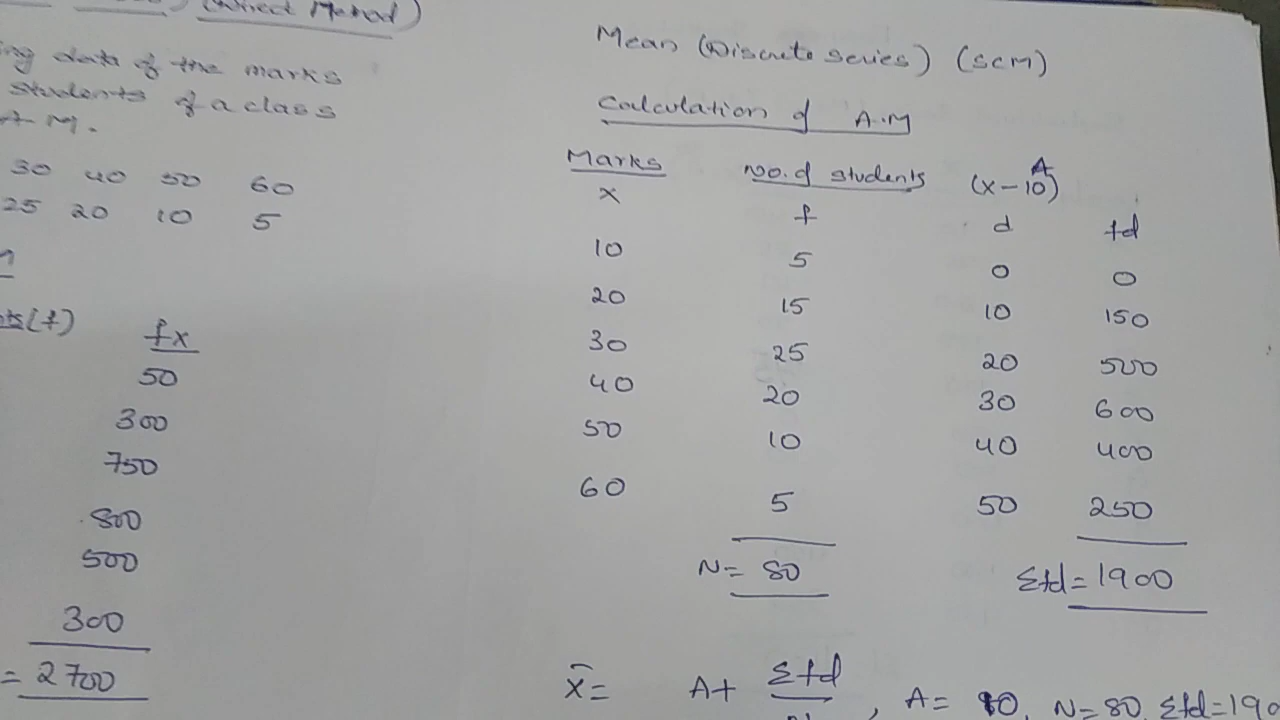 (Direct Method)
ing data of the marks
students of a class
A.M.
30 40 50 60
25 20 10 5
nts(f) fx
50
300
750
800
500
300
= 2700
Mean (Discrete series) (SCM)
Calculation of A.M
Marks No. of students (x-10) A
x f d fd
10 5 0 0
20 15 10 150
30 25 20 500
40 20 30 600
50 10 40 400
60 5 50 250
N= 80 Σfd=1900
x̄= A+ Σfd , A= 10, N=80, Σfd=190